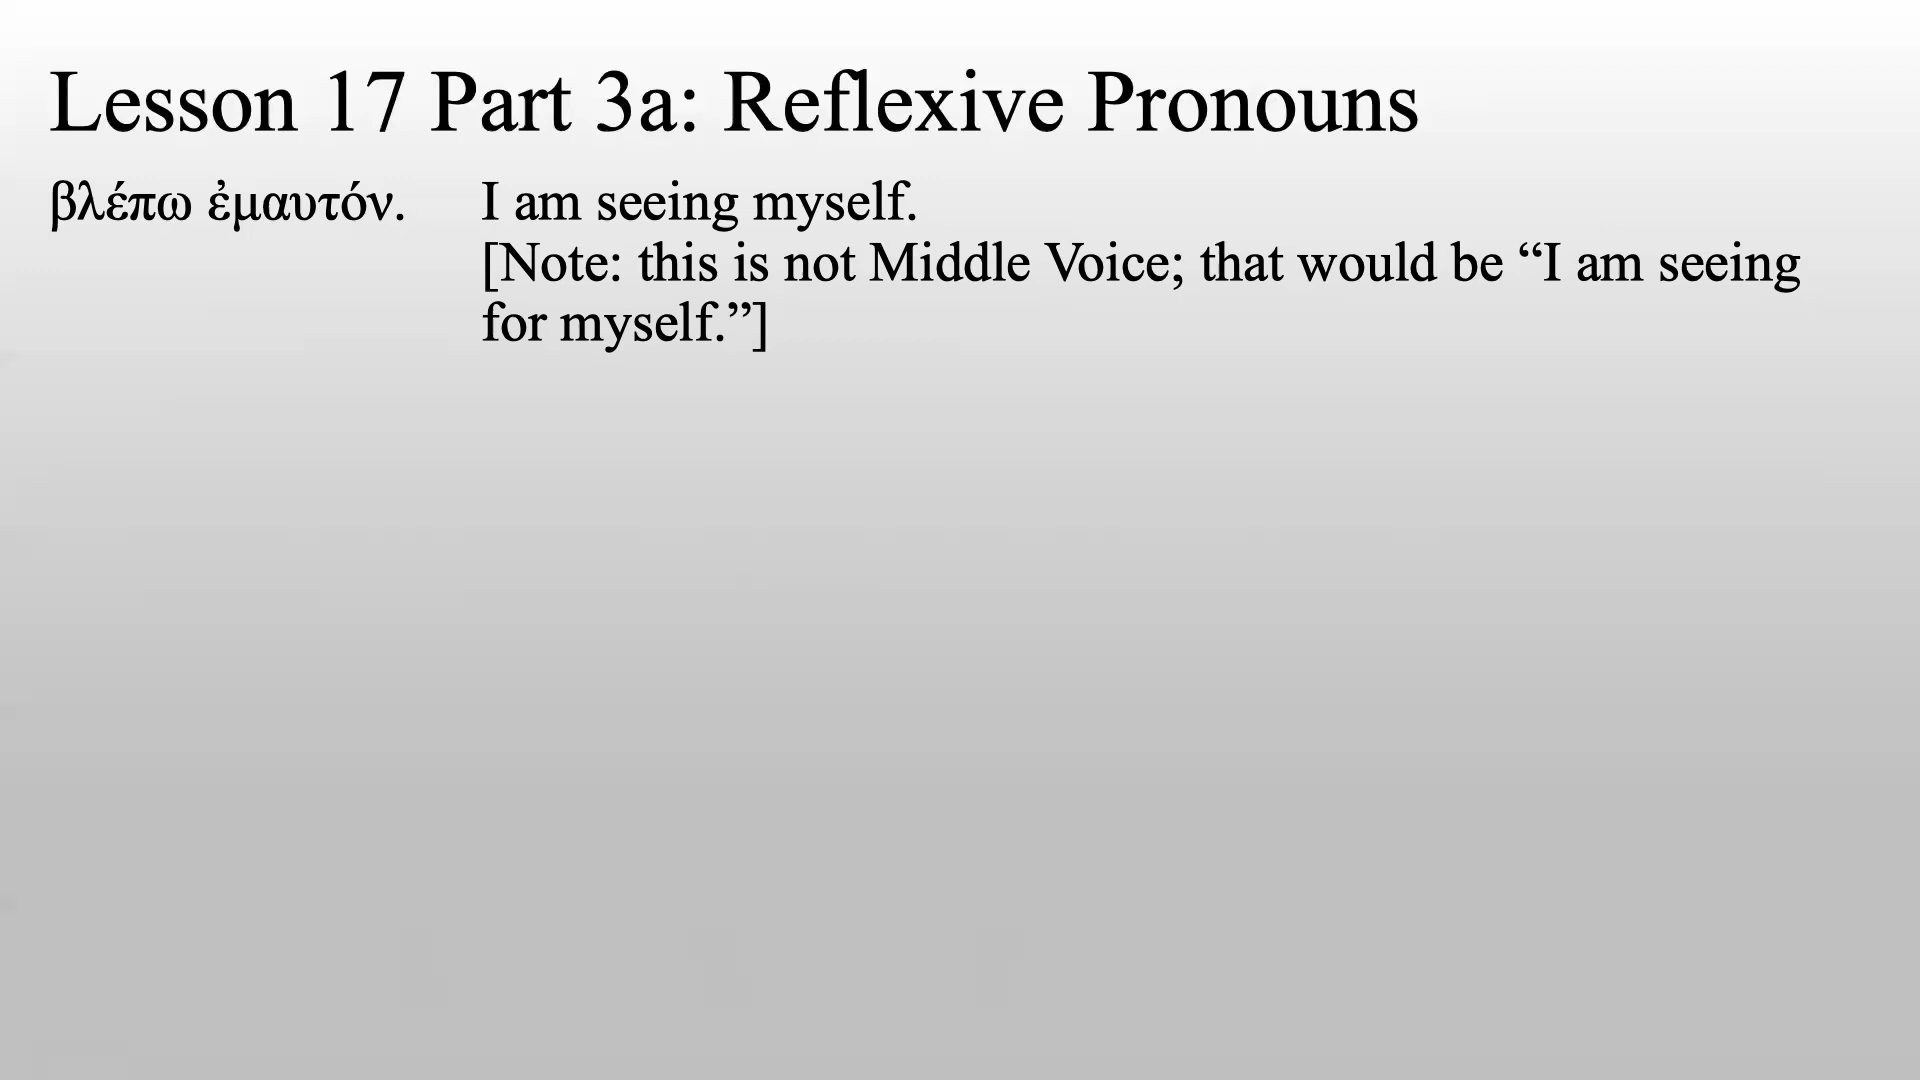 Lesson 17 Part 3a: Reflexive Pronouns
βλέπω ἐμαυτόν. I am seeing myself.
[Note: this is not Middle Voice; that would be “I am seeing
for myself.”]